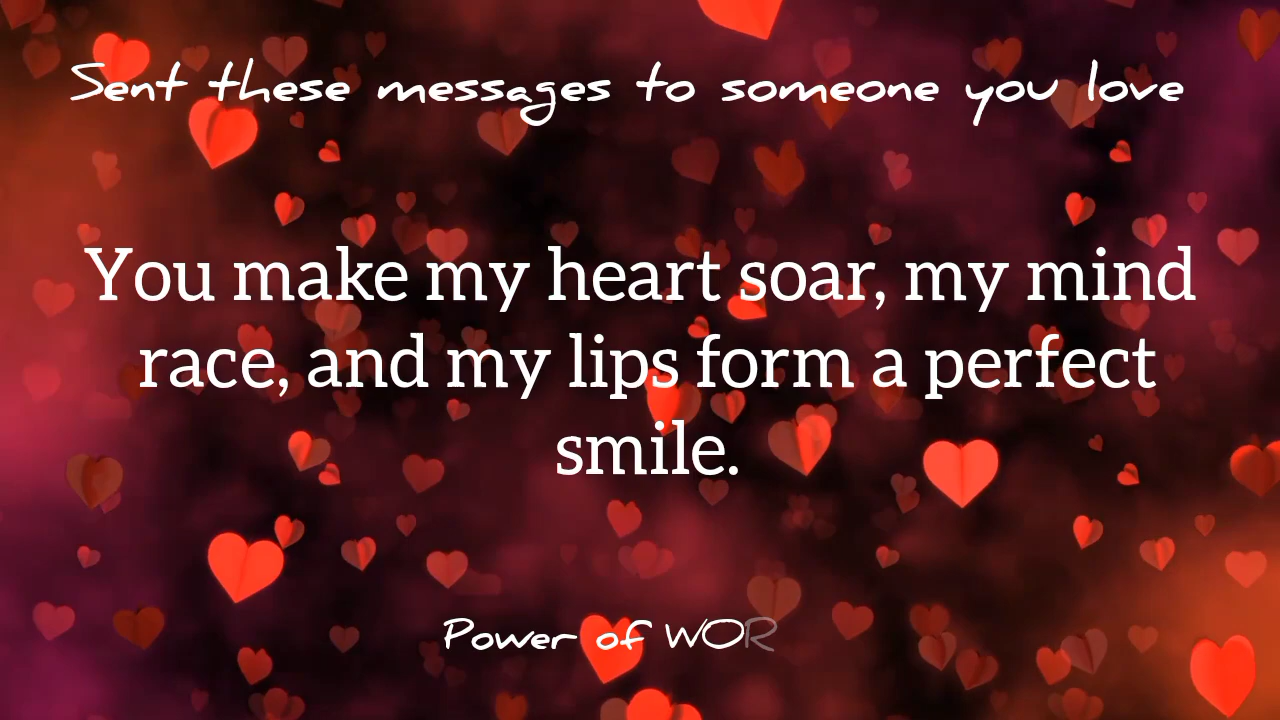 Sent these messages to someone you love
You make my heart soar, my mind
race, and my lips form a perfect
smile.
Power of WOR